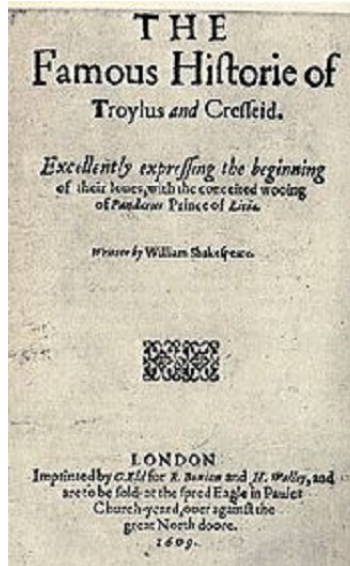 THE
Famous Hiſtorie of
Troylus and Creſſeid.
Excellently expreſſing the beginning
of their loues, with the conceited wooing
of Pandarus Prince of Licia.
Written by William Shakeſpeare.
LONDON
Imprinted by G. Eld for R. Bonian and H. Walley, and
are to be ſold at the ſpred Eagle in Paules
Church-yeard, ouer againſt the
great North doore.
1609.